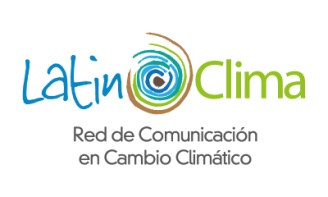 Latin Clima
Red de Comunicación
en Cambio Climático